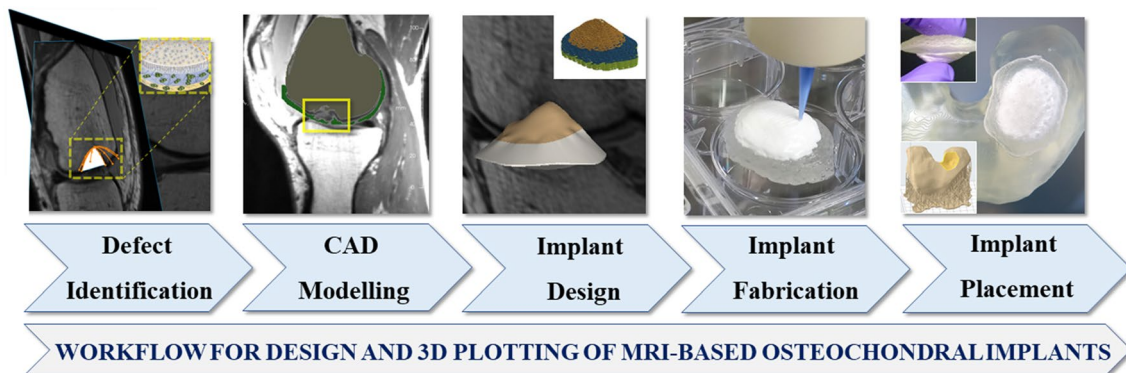 Defect
Identification
CAD
Modelling
Implant
Design
Implant
Fabrication
Implant
Placement
WORKFLOW FOR DESIGN AND 3D PLOTTING OF MRI-BASED OSTEOCHONDRAL IMPLANTS